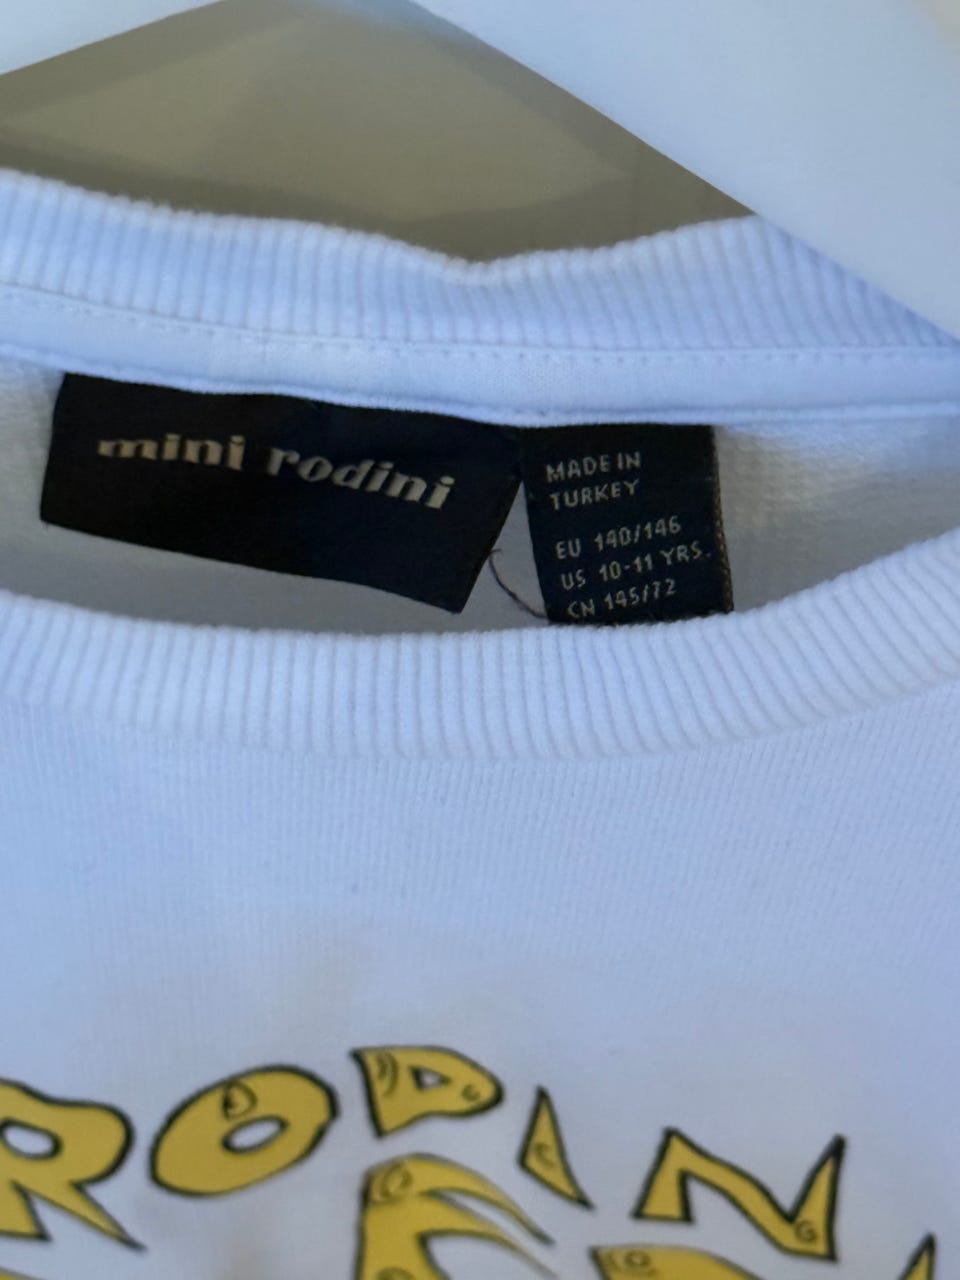 mini rodini
MADE IN
TURKEY
EU 140/146
US 10-11 YRS.
CN 145/72
RODIN